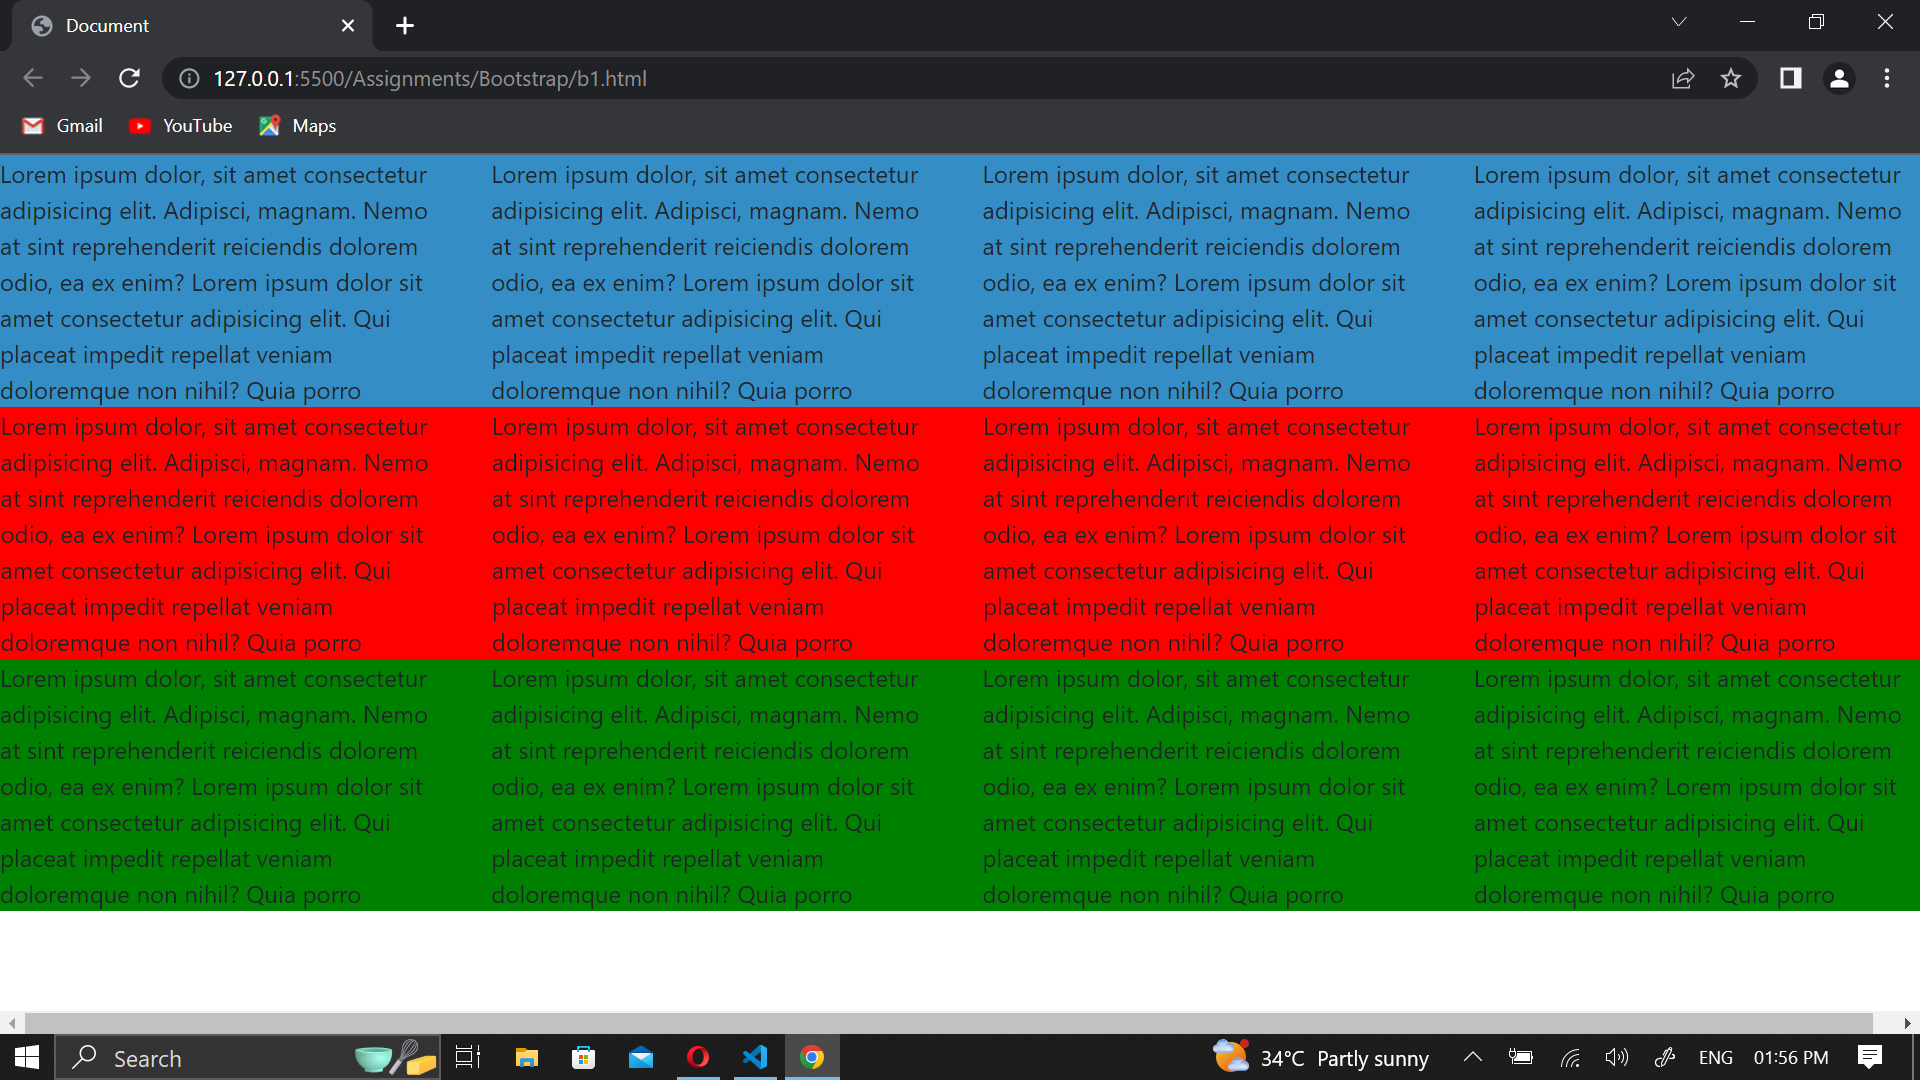 Document
127.0.0.1:5500/Assignments/Bootstrap/b1.html
Gmail YouTube Maps
Lorem ipsum dolor, sit amet consectetur
adipisicing elit. Adipisci, magnam. Nemo
at sint reprehenderit reiciendis dolorem
odio, ea ex enim? Lorem ipsum dolor sit
amet consectetur adipisicing elit. Qui
placeat impedit repellat veniam
doloremque non nihil? Quia porro
Lorem ipsum dolor, sit amet consectetur
adipisicing elit. Adipisci, magnam. Nemo
at sint reprehenderit reiciendis dolorem
odio, ea ex enim? Lorem ipsum dolor sit
amet consectetur adipisicing elit. Qui
placeat impedit repellat veniam
doloremque non nihil? Quia porro
Lorem ipsum dolor, sit amet consectetur
adipisicing elit. Adipisci, magnam. Nemo
at sint reprehenderit reiciendis dolorem
odio, ea ex enim? Lorem ipsum dolor sit
amet consectetur adipisicing elit. Qui
placeat impedit repellat veniam
doloremque non nihil? Quia porro
Lorem ipsum dolor, sit amet consectetur
adipisicing elit. Adipisci, magnam. Nemo
at sint reprehenderit reiciendis dolorem
odio, ea ex enim? Lorem ipsum dolor sit
amet consectetur adipisicing elit. Qui
placeat impedit repellat veniam
doloremque non nihil? Quia porro
Lorem ipsum dolor, sit amet consectetur
adipisicing elit. Adipisci, magnam. Nemo
at sint reprehenderit reiciendis dolorem
odio, ea ex enim? Lorem ipsum dolor sit
amet consectetur adipisicing elit. Qui
placeat impedit repellat veniam
doloremque non nihil? Quia porro
Lorem ipsum dolor, sit amet consectetur
adipisicing elit. Adipisci, magnam. Nemo
at sint reprehenderit reiciendis dolorem
odio, ea ex enim? Lorem ipsum dolor sit
amet consectetur adipisicing elit. Qui
placeat impedit repellat veniam
doloremque non nihil? Quia porro
Lorem ipsum dolor, sit amet consectetur
adipisicing elit. Adipisci, magnam. Nemo
at sint reprehenderit reiciendis dolorem
odio, ea ex enim? Lorem ipsum dolor sit
amet consectetur adipisicing elit. Qui
placeat impedit repellat veniam
doloremque non nihil? Quia porro
Lorem ipsum dolor, sit amet consectetur
adipisicing elit. Adipisci, magnam. Nemo
at sint reprehenderit reiciendis dolorem
odio, ea ex enim? Lorem ipsum dolor sit
amet consectetur adipisicing elit. Qui
placeat impedit repellat veniam
doloremque non nihil? Quia porro
Lorem ipsum dolor, sit amet consectetur
adipisicing elit. Adipisci, magnam. Nemo
at sint reprehenderit reiciendis dolorem
odio, ea ex enim? Lorem ipsum dolor sit
amet consectetur adipisicing elit. Qui
placeat impedit repellat veniam
doloremque non nihil? Quia porro
Lorem ipsum dolor, sit amet consectetur
adipisicing elit. Adipisci, magnam. Nemo
at sint reprehenderit reiciendis dolorem
odio, ea ex enim? Lorem ipsum dolor sit
amet consectetur adipisicing elit. Qui
placeat impedit repellat veniam
doloremque non nihil? Quia porro
Lorem ipsum dolor, sit amet consectetur
adipisicing elit. Adipisci, magnam. Nemo
at sint reprehenderit reiciendis dolorem
odio, ea ex enim? Lorem ipsum dolor sit
amet consectetur adipisicing elit. Qui
placeat impedit repellat veniam
doloremque non nihil? Quia porro
Lorem ipsum dolor, sit amet consectetur
adipisicing elit. Adipisci, magnam. Nemo
at sint reprehenderit reiciendis dolorem
odio, ea ex enim? Lorem ipsum dolor sit
amet consectetur adipisicing elit. Qui
placeat impedit repellat veniam
doloremque non nihil? Quia porro
Search 34°C Partly sunny ENG 01:56 PM